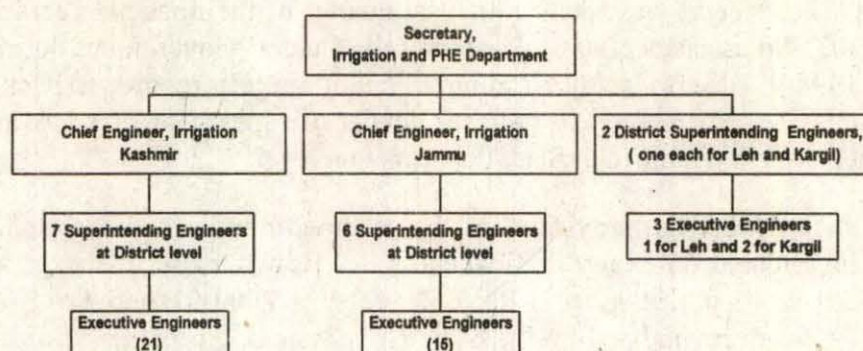 Secretary,
Irrigation and PHE Department
Chief Engineer, Irrigation
Kashmir
Chief Engineer, Irrigation
Jammu
2 District Superintending Engineers,
( one each for Leh and Kargil)
7 Superintending Engineers
at District level
6 Superintending Engineers
at District level
3 Executive Engineers
1 for Leh and 2 for Kargil
Executive Engineers
(21)
Executive Engineers
(15)